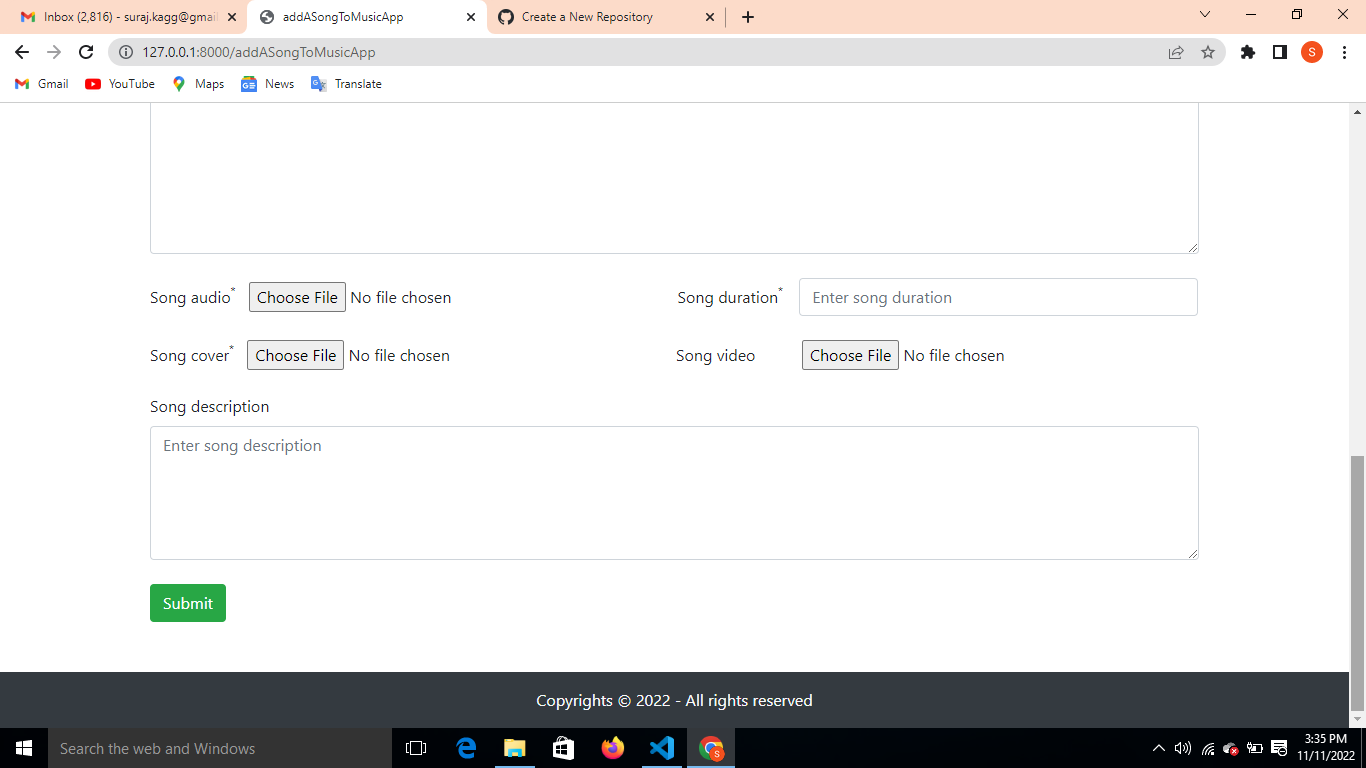 Inbox (2,816) - suraj.kagg@gmai
addASongToMusicApp
Create a New Repository
127.0.0.1:8000/addASongToMusicApp
S
Gmail
YouTube
Maps
News
Translate
Song audio* Choose File No file chosen
Song duration* Enter song duration
Song cover* Choose File No file chosen
Song video Choose File No file chosen
Song description
Enter song description
Submit
Copyrights © 2022 - All rights reserved
Search the web and Windows
3:35 PM
11/11/2022